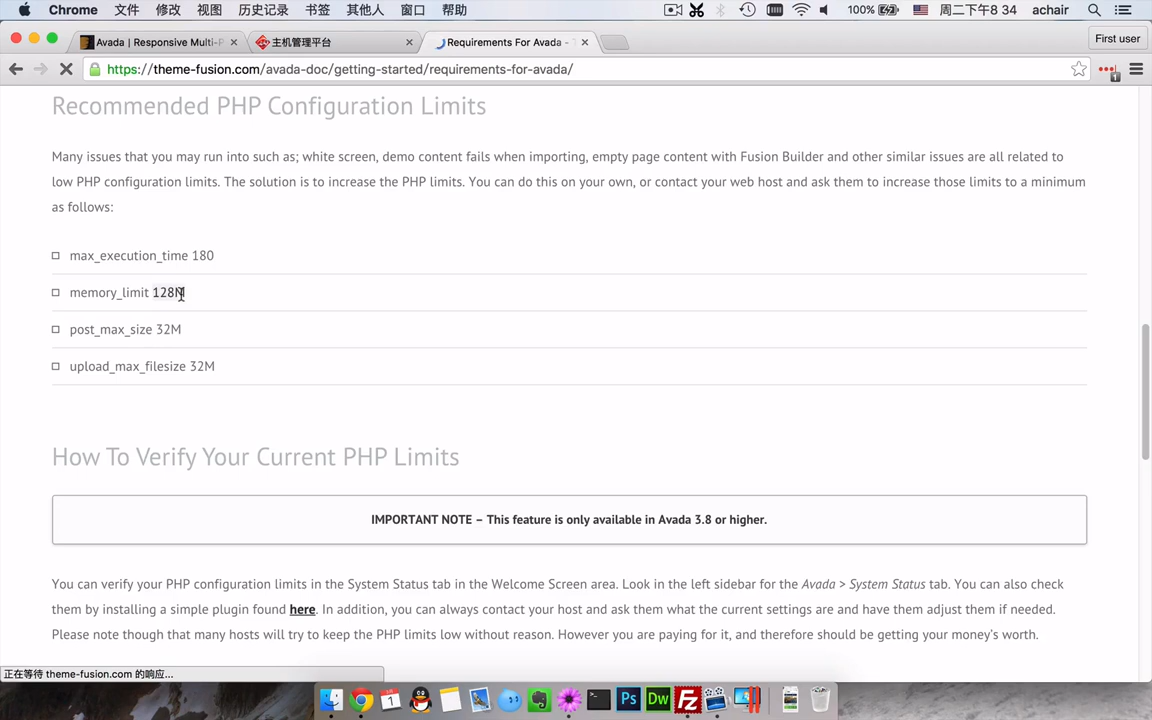 Chrome 文件 修改 视图 历史记录 书签 其他人 窗口 帮助 100% 周二下午8 34 achair
Avada | Responsive Multi-P 主机管理平台 Requirements For Avada - First user
https://theme-fusion.com/avada-doc/getting-started/requirements-for-avada/ 1
Recommended PHP Configuration Limits
Many issues that you may run into such as; white screen, demo content fails when importing, empty page content with Fusion Builder and other similar issues are all related to
low PHP configuration limits. The solution is to increase the PHP limits. You can do this on your own, or contact your web host and ask them to increase those limits to a minimum
as follows:
max_execution_time 180
memory_limit 128M
post_max_size 32M
upload_max_filesize 32M
How To Verify Your Current PHP Limits
IMPORTANT NOTE – This feature is only available in Avada 3.8 or higher.
You can verify your PHP configuration limits in the System Status tab in the Welcome Screen area. Look in the left sidebar for the Avada > System Status tab. You can also check
them by installing a simple plugin found here. In addition, you can always contact your host and ask them what the current settings are and have them adjust them if needed.
Please note though that many hosts will try to keep the PHP limits low without reason. However you are paying for it, and therefore should be getting your money's worth.
正在等待 theme-fusion.com 的响应...
1 Ps Dw Fz